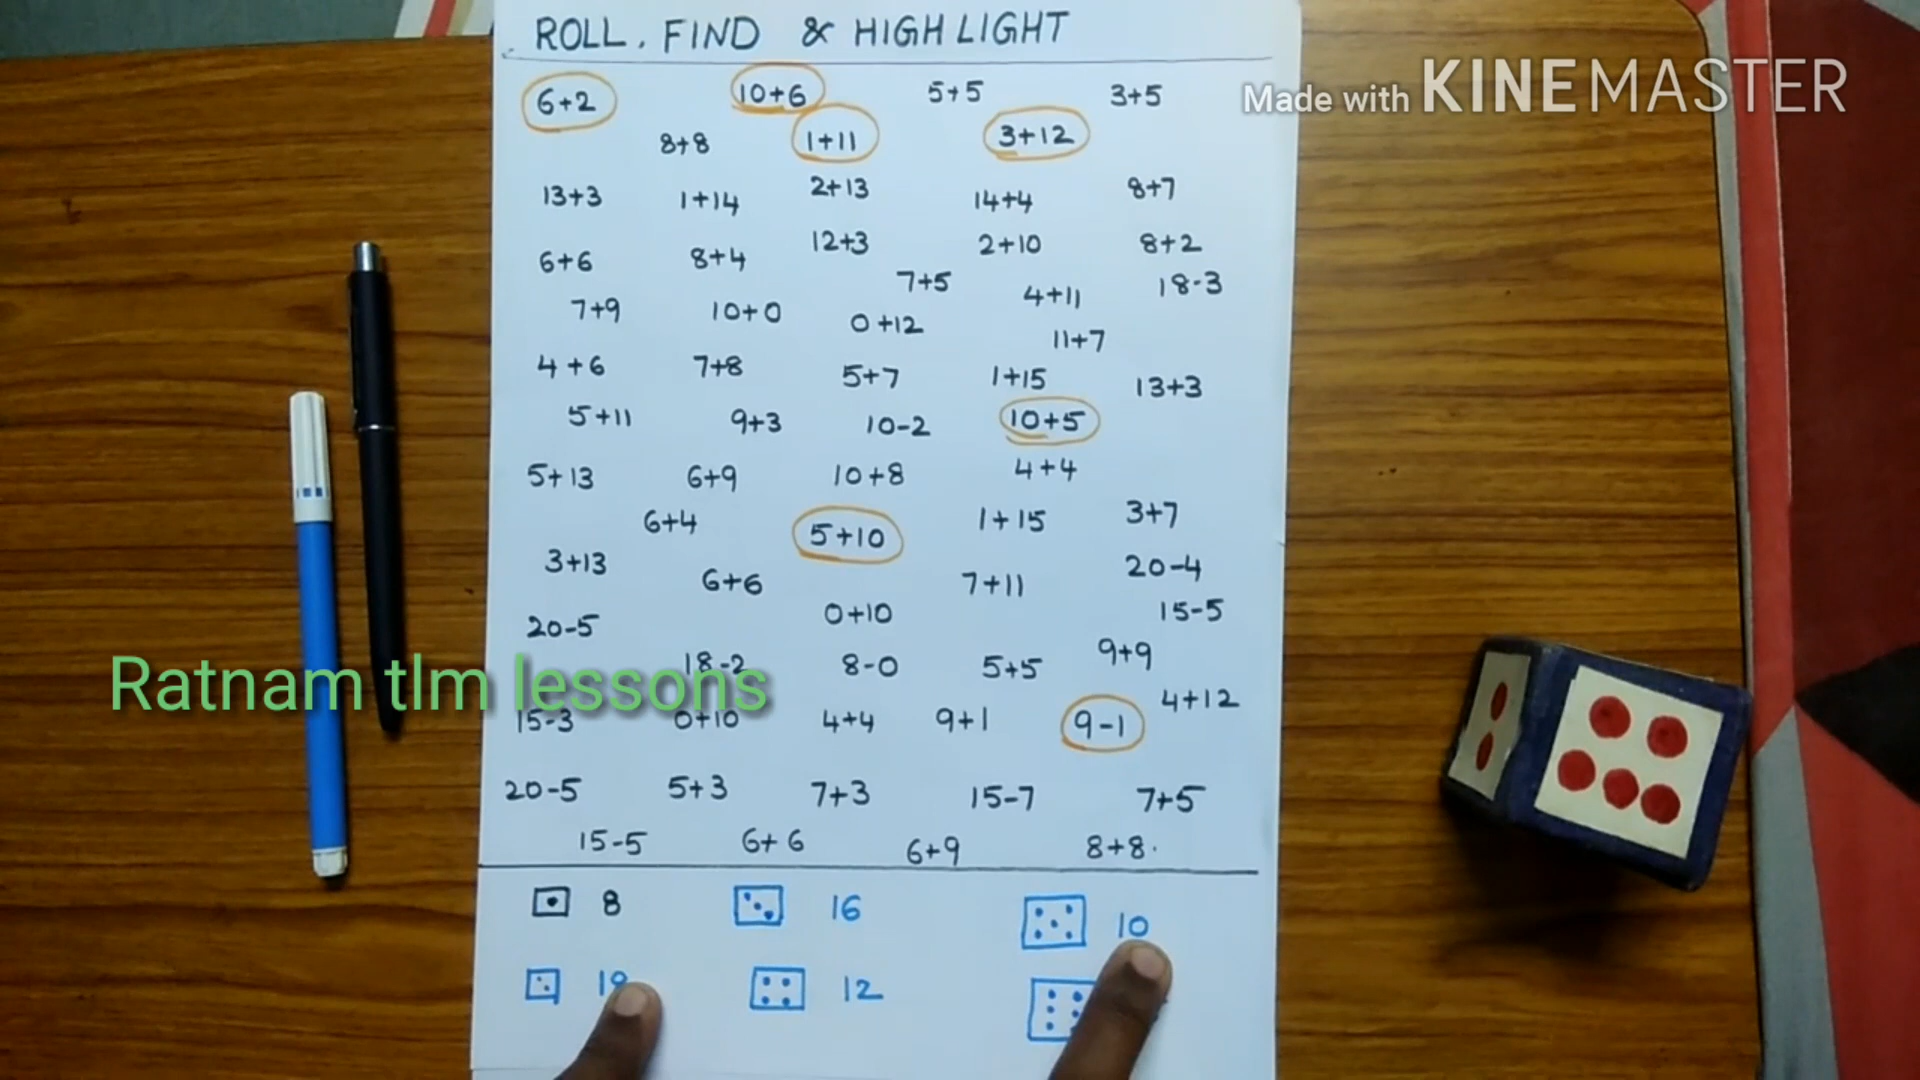 ROLL, FIND & HIGHLIGHT
Made with KINEMASTER
6+2 10+6 5+5 3+5
8+8 1+11 3+12
13+3 1+14 2+13 14+4 8+7
6+6 8+4 12+3 2+10 8+2
7+5 4+11 18-3
7+9 10+0 0+12 11+7
4+6 7+8 5+7 1+15 13+3
5+11 9+3 10-2 10+5
5+13 6+9 10+8 4+4
6+4 5+10 1+15 3+7
3+13 6+6 7+11 20-4
20-5 0+10 15-5
18-2 8-0 5+5 9+9
Ratnam tlm lessons
15-3 0+10 4+4 9+1 9-1 4+12
20-5 5+3 7+3 15-7 7+5
15-5 6+6 6+9 8+8.
8 16 10
12